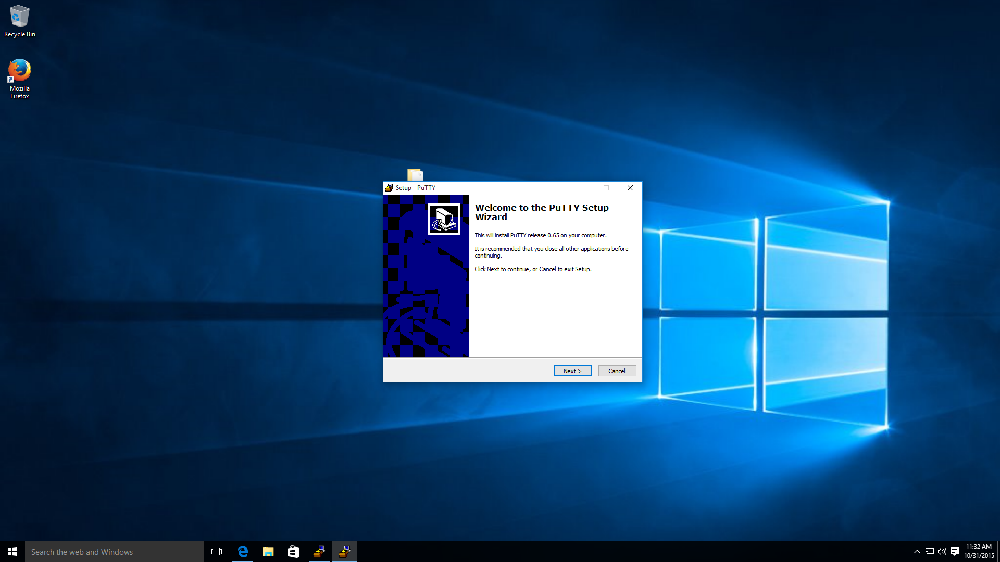 Recycle Bin
Mozilla
Firefox
Setup - PuTTY
Welcome to the PuTTY Setup
Wizard
This will install PuTTY release 0.65 on your computer.
It is recommended that you close all other applications before
continuing.
Click Next to continue, or Cancel to exit Setup.
Next >
Cancel
Search the web and Windows
11:32 AM
10/31/2015